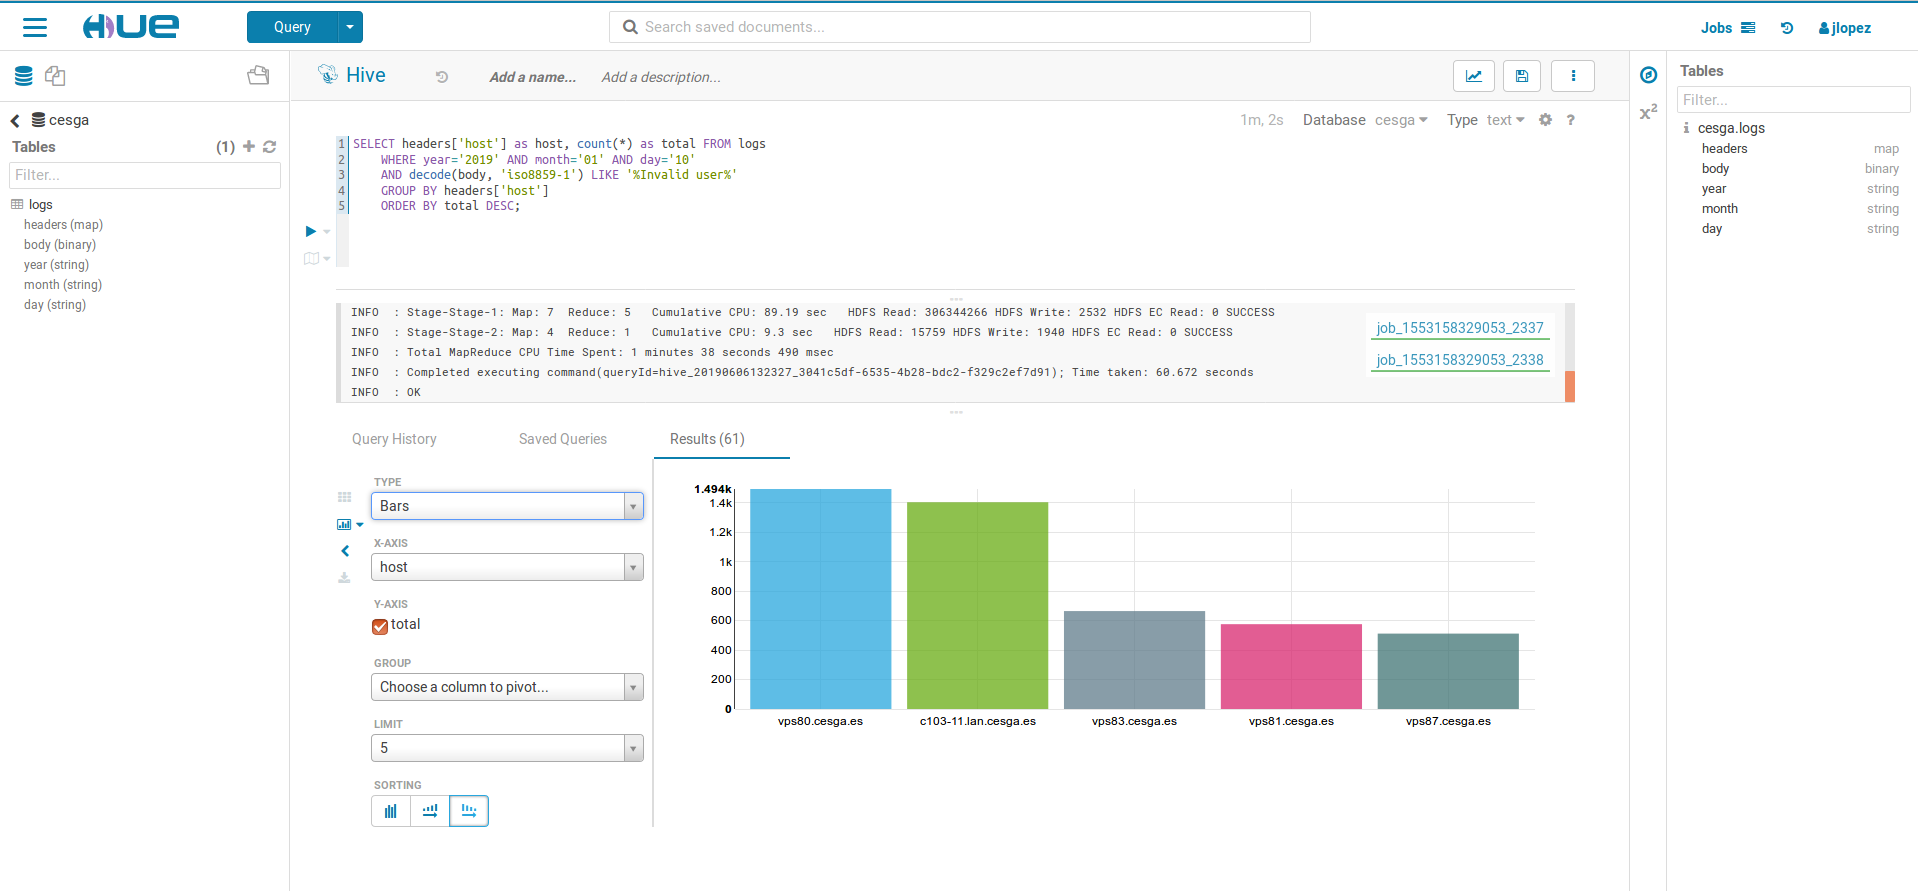 HUE
Query
Search saved documents...
Jobs
jlopez
cesga
Tables
(1)
Filter...
logs
headers (map)
body (binary)
year (string)
month (string)
day (string)
Hive
Add a name...
Add a description...
1m, 2s
Database cesga
Type text
?
1 SELECT headers['host'] as host, count(*) as total FROM logs
2 WHERE year='2019' AND month='01' AND day='10'
3 AND decode(body, 'iso8859-1') LIKE '%Invalid user%'
4 GROUP BY headers['host']
5 ORDER BY total DESC;
INFO : Stage-Stage-1: Map: 7 Reduce: 5 Cumulative CPU: 89.19 sec HDFS Read: 306344266 HDFS Write: 2532 HDFS EC Read: 0 SUCCESS
INFO : Stage-Stage-2: Map: 4 Reduce: 1 Cumulative CPU: 9.3 sec HDFS Read: 15759 HDFS Write: 1940 HDFS EC Read: 0 SUCCESS
INFO : Total MapReduce CPU Time Spent: 1 minutes 38 seconds 490 msec
INFO : Completed executing command(queryId=hive_20190606132327_3041c5df-6535-4b28-bdc2-f329c2ef7d91); Time taken: 60.672 seconds
INFO : OK
job_1553158329053_2337
job_1553158329053_2338
Query History
Saved Queries
Results (61)
TYPE
Bars
X-AXIS
host
Y-AXIS
total
GROUP
Choose a column to pivot...
LIMIT
5
SORTING
1.494k
1.4k
1.2k
1k
800
600
400
200
0
vps80.cesga.es
c103-11.lan.cesga.es
vps83.cesga.es
vps81.cesga.es
vps87.cesga.es
x²
Tables
Filter...
cesga.logs
headers map
body binary
year string
month string
day string